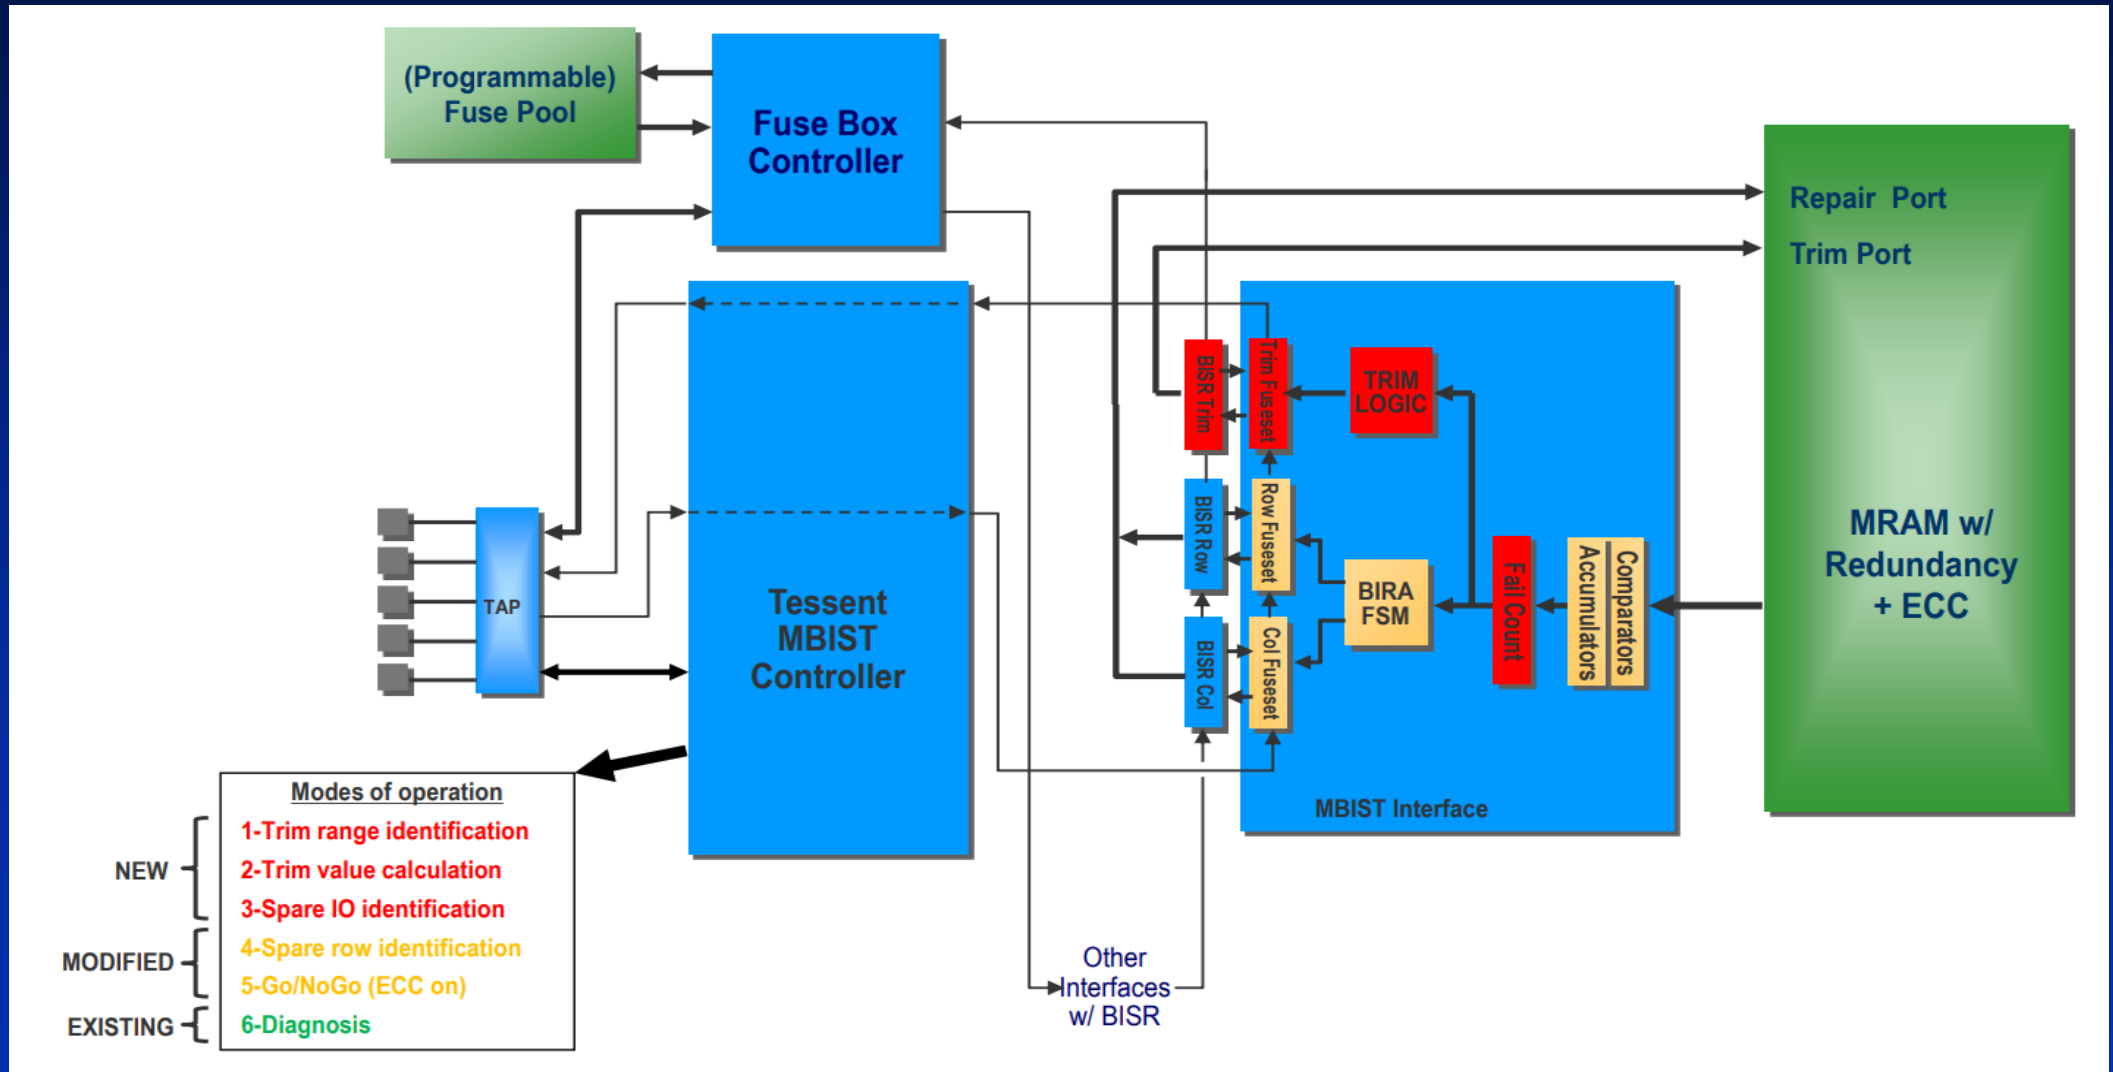 (Programmable)
Fuse Pool
Fuse Box
Controller
Repair Port
Trim Port
MRAM w/
Redundancy
+ ECC
BISR Trim
Trim Fuseset
TRIM
LOGIC
BISR Row
Row Fuseset
BISR Col
Col Fuseset
BIRA
FSM
Fail Count
Comparators
Accumulators
MBIST Interface
TAP
Tessent
MBIST
Controller
Other
Interfaces
w/ BISR
Modes of operation
NEW
1-Trim range identification
2-Trim value calculation
3-Spare IO identification
MODIFIED
4-Spare row identification
5-Go/NoGo (ECC on)
EXISTING
6-Diagnosis